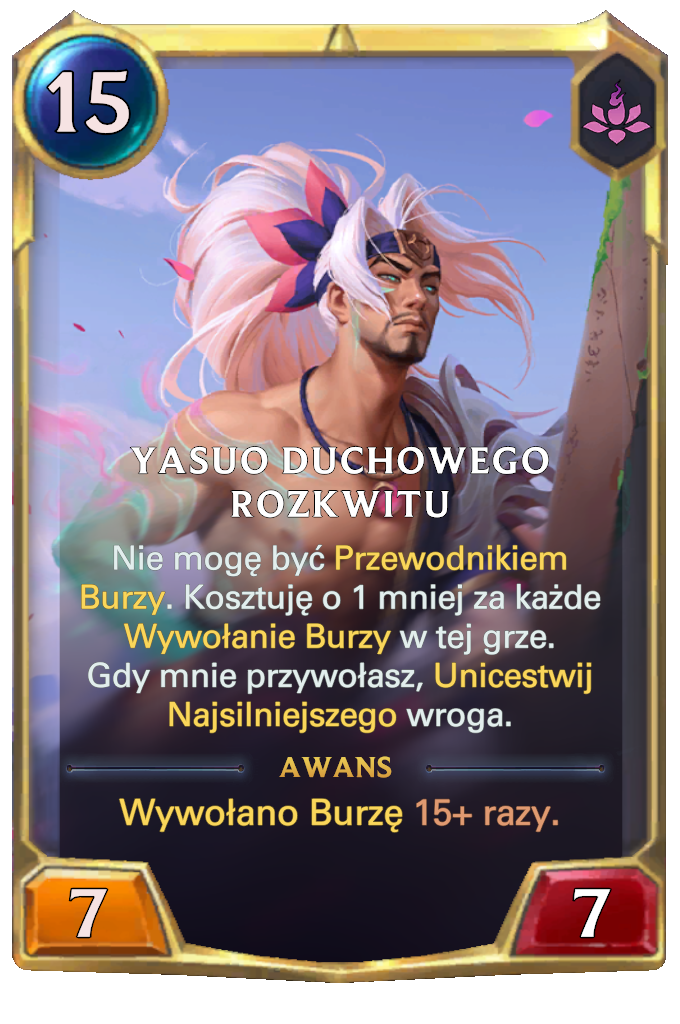 15
YASUO DUCHOWEGO
ROZKWITU
Nie mogę być Przewodnikiem
Burzy. Kosztuję o 1 mniej za każde
Wywołanie Burzy w tej grze.
Gdy mnie przywołasz, Unicestwij
Najsilniejszego wroga.
AWANS
Wywołano Burzę 15+ razy.
7
7